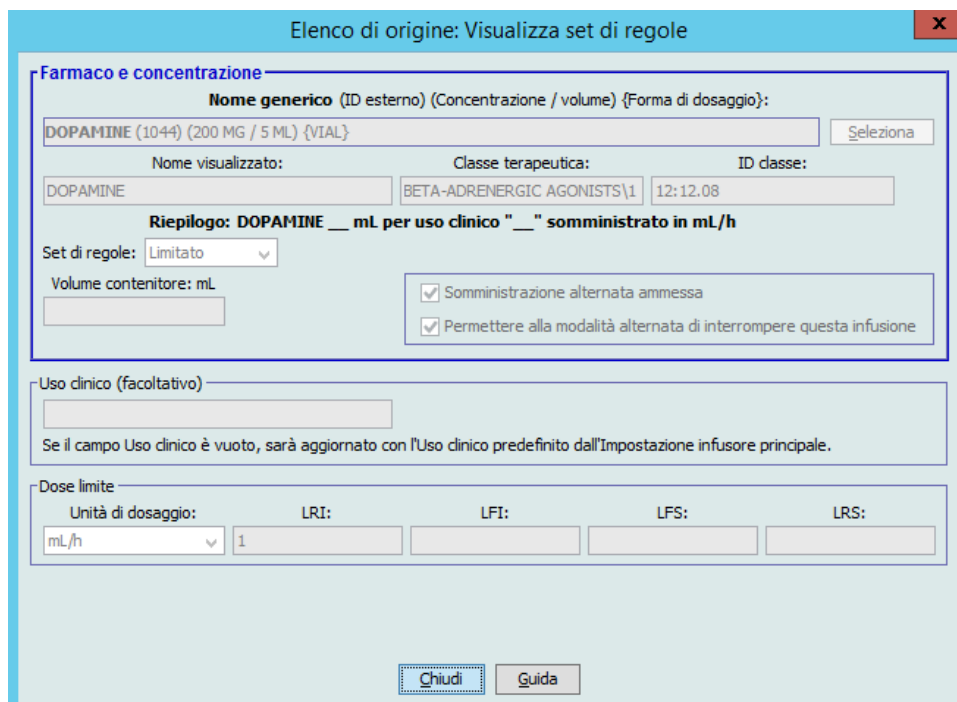 Elenco di origine: Visualizza set di regole
x
Farmaco e concentrazione
Nome generico (ID esterno) (Concentrazione / volume) {Forma di dosaggio}:
DOPAMINE (1044) (200 MG / 5 ML) {VIAL}
Seleziona
Nome visualizzato: Classe terapeutica: ID classe:
DOPAMINE BETA-ADRENERGIC AGONISTS\1 12:12.08
Riepilogo: DOPAMINE __ mL per uso clinico "__" somministrato in mL/h
Set di regole: Limitato
Volume contenitore: mL
Somministrazione alternata ammessa
Permettere alla modalità alternata di interrompere questa infusione
Uso clinico (facoltativo)
Se il campo Uso clinico è vuoto, sarà aggiornato con l'Uso clinico predefinito dall'Impostazione infusore principale.
Dose limite
Unità di dosaggio: LRI: LFI: LFS: LRS:
mL/h 1
Chiudi Guida